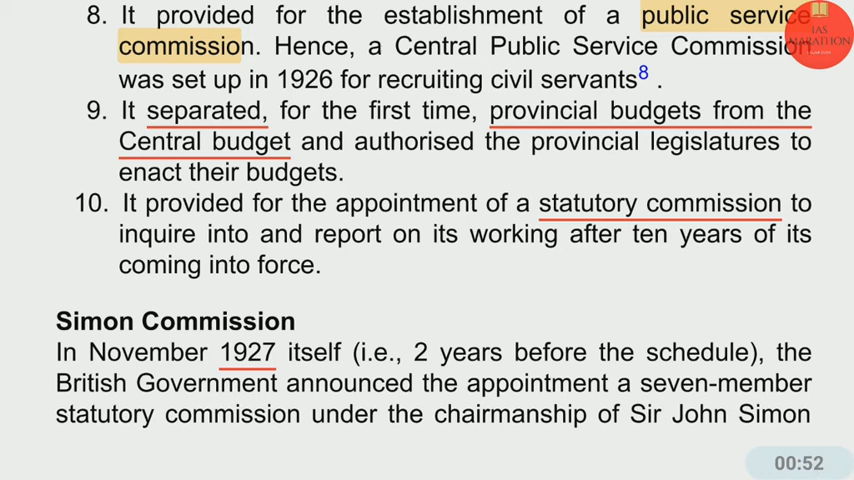 8. It provided for the establishment of a public service
commission. Hence, a Central Public Service Commission
was set up in 1926 for recruiting civil servants8 .
9. It separated, for the first time, provincial budgets from the
Central budget and authorised the provincial legislatures to
enact their budgets.
10. It provided for the appointment of a statutory commission to
inquire into and report on its working after ten years of its
coming into force.
Simon Commission
In November 1927 itself (i.e., 2 years before the schedule), the
British Government announced the appointment a seven-member
statutory commission under the chairmanship of Sir John Simon
IAS
MARATHON
00:52